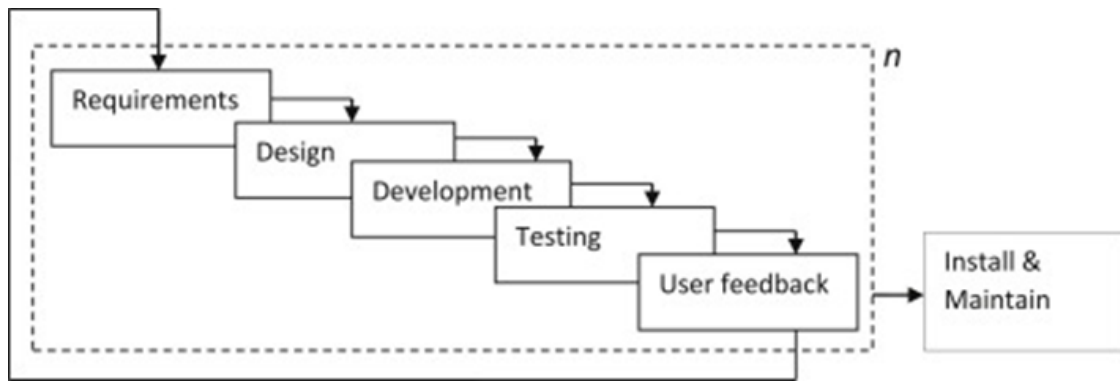 n
Requirements
Design
Development
Testing
User feedback
Install &
Maintain